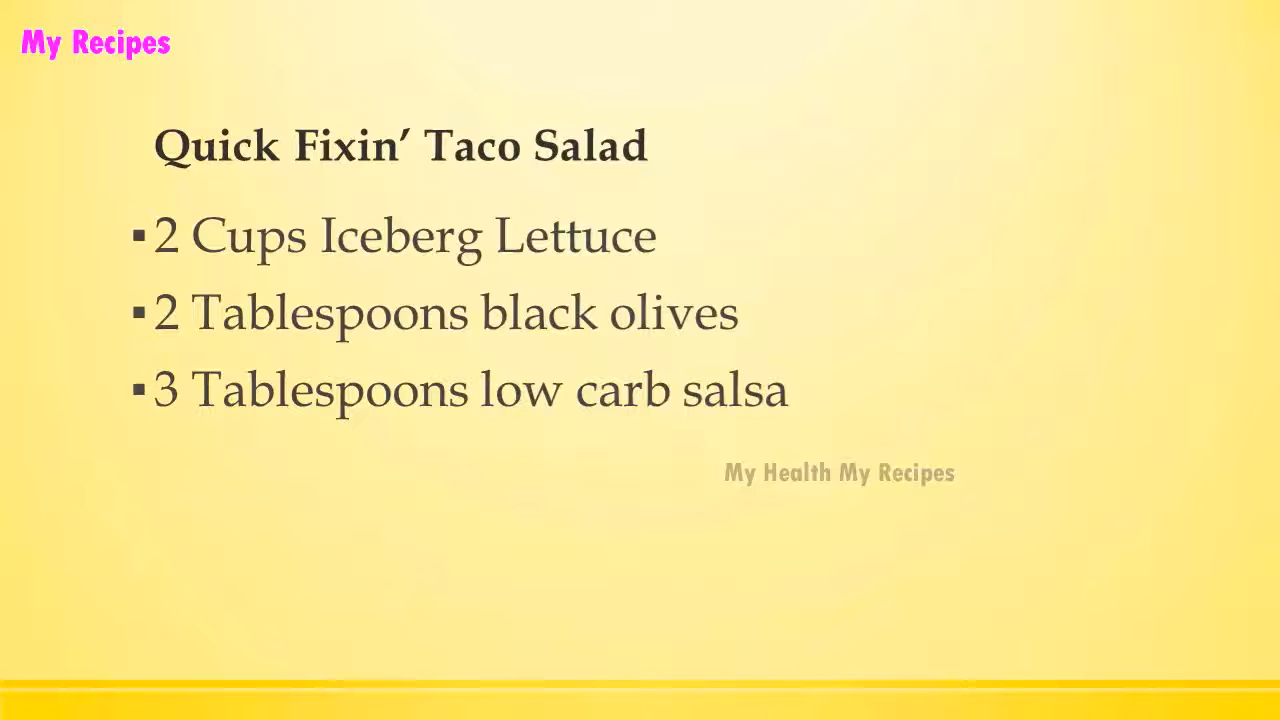 My Recipes
Quick Fixin’ Taco Salad
▪2 Cups Iceberg Lettuce
▪2 Tablespoons black olives
▪3 Tablespoons low carb salsa
My Health My Recipes